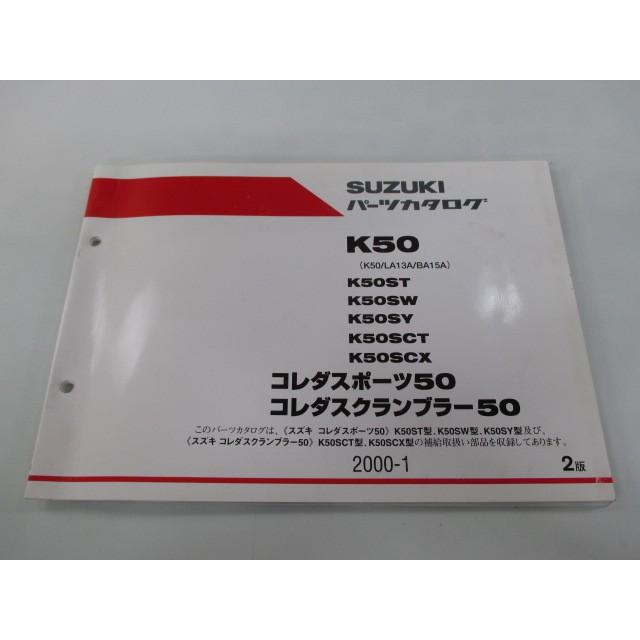 SUZUKI
パーツカタログ
K50
(K50/LA13A/BA15A)
K50ST
K50SW
K50SY
K50SCT
K50SCX
コレダスポーツ50
コレダスクランブラー50
このパーツカタログは、《スズキ コレダスポーツ50》K50ST型、K50SW型、K50SY型及び、
《スズキ コレダスクランブラー50》K50SCT型、K50SCX型の補給取扱い部品を収録してあります。
2000-1
2版